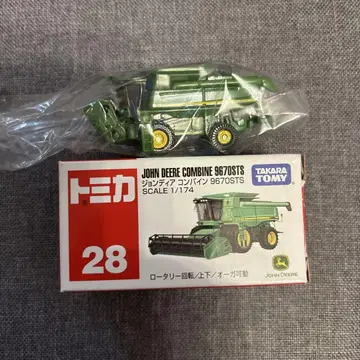 トミカ
28
JOHN DEERE COMBINE 9670STS
ジョンディア コンバイン 9670STS
SCALE 1/174
TAKARA
TOMY
JOHN DEERE
ロータリー回転/上下/オーガ可動